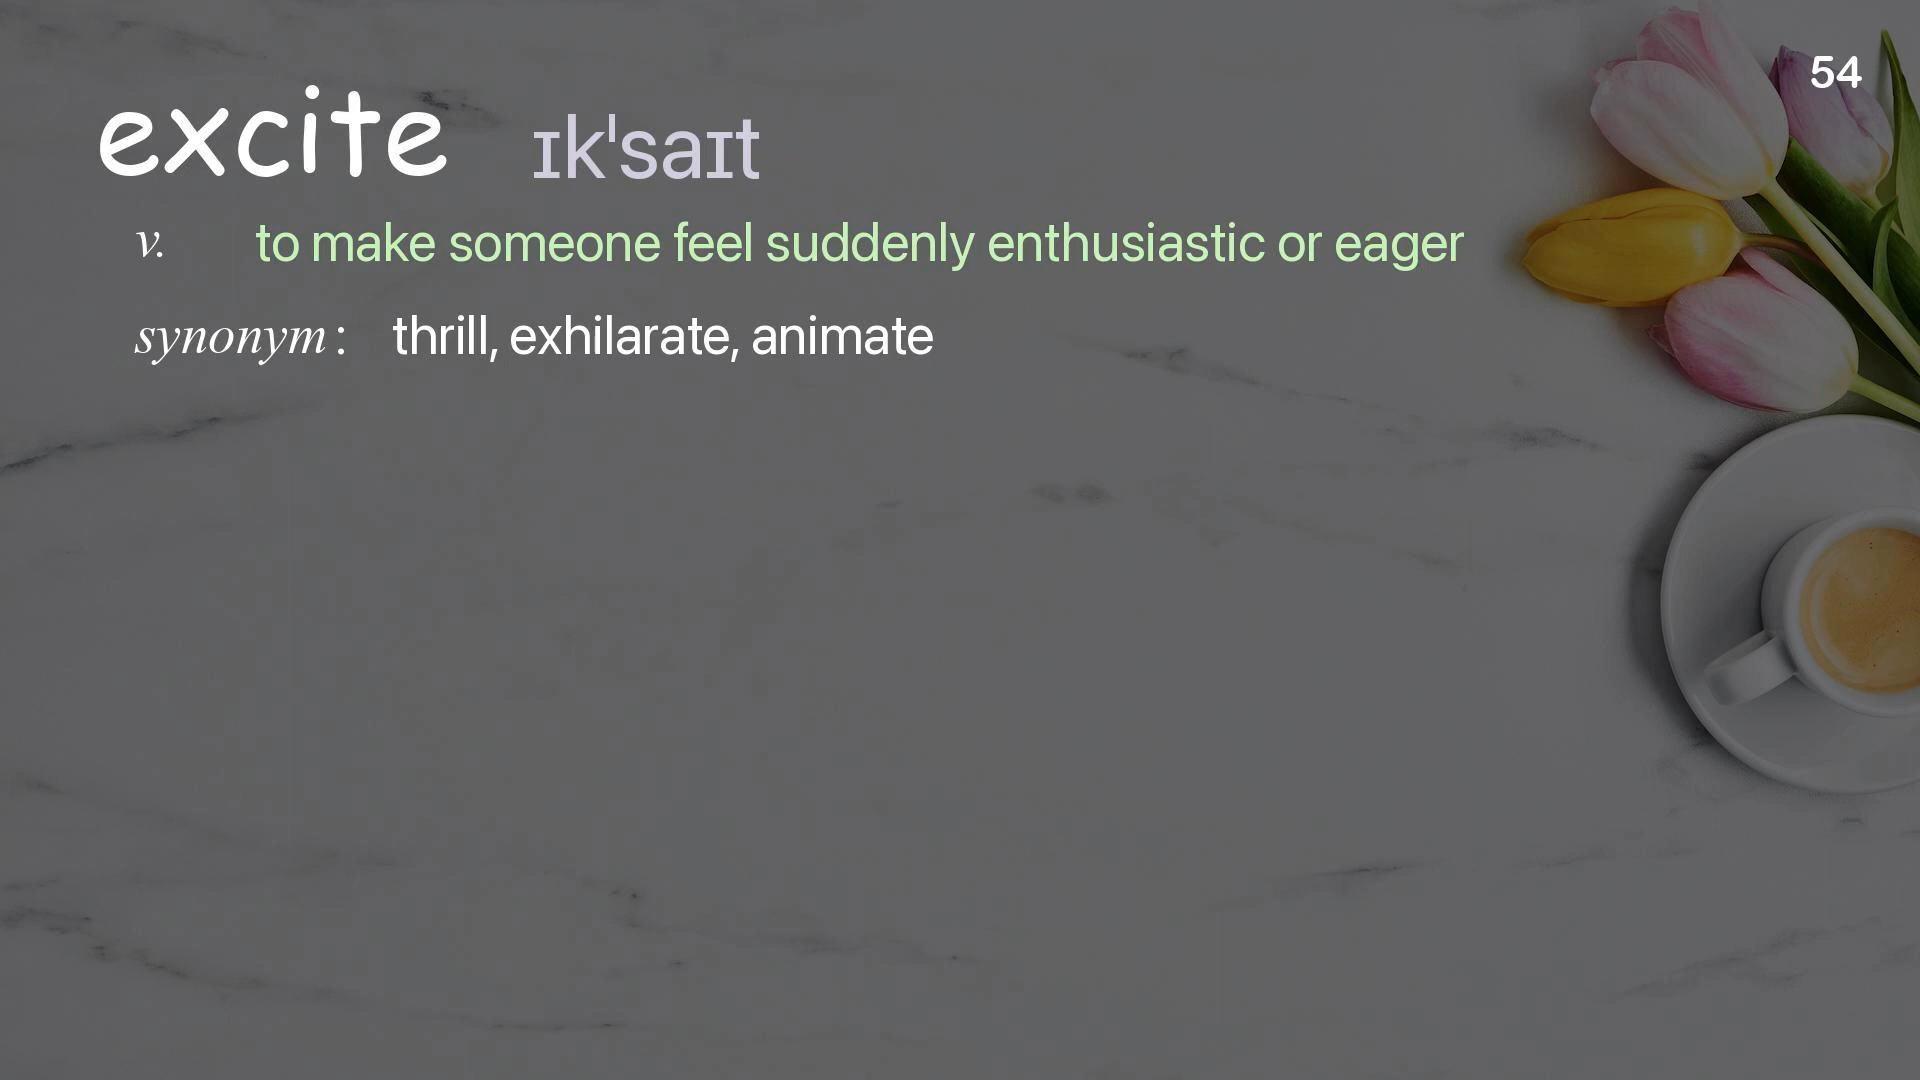 54
excite ɪkˈsaɪt
v. to make someone feel suddenly enthusiastic or eager
synonym : thrill, exhilarate, animate